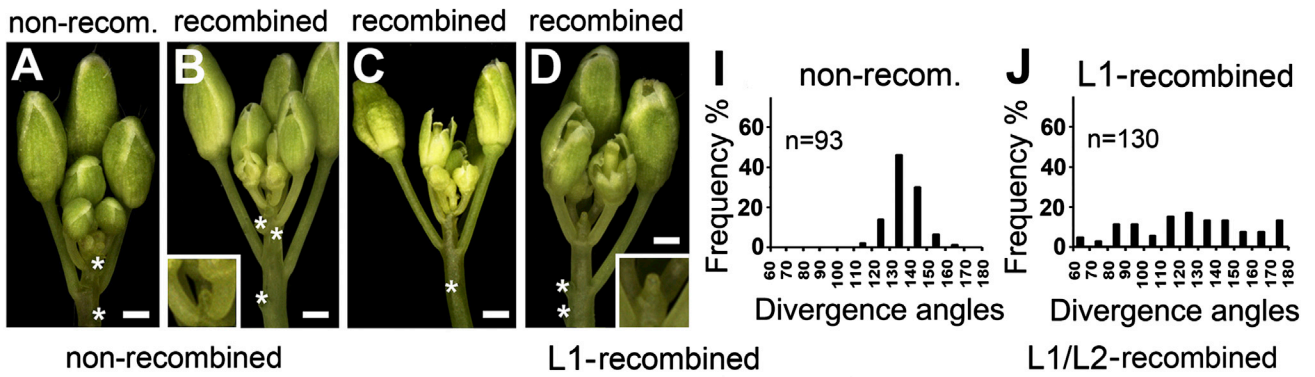 non-recom. recombined recombined recombined
A B C D
* * * * * * * *
non-recombined L1-recombined L1/L2-recombined
I non-recom.
Frequency %
60
40
20
0
n=93
60 70 80 90 100 110 120 130 140 150 160 170 180
Divergence angles
J L1-recombined
Frequency %
60
40
20
0
n=130
60 70 80 90 100 110 120 130 140 150 160 170 180
Divergence angles